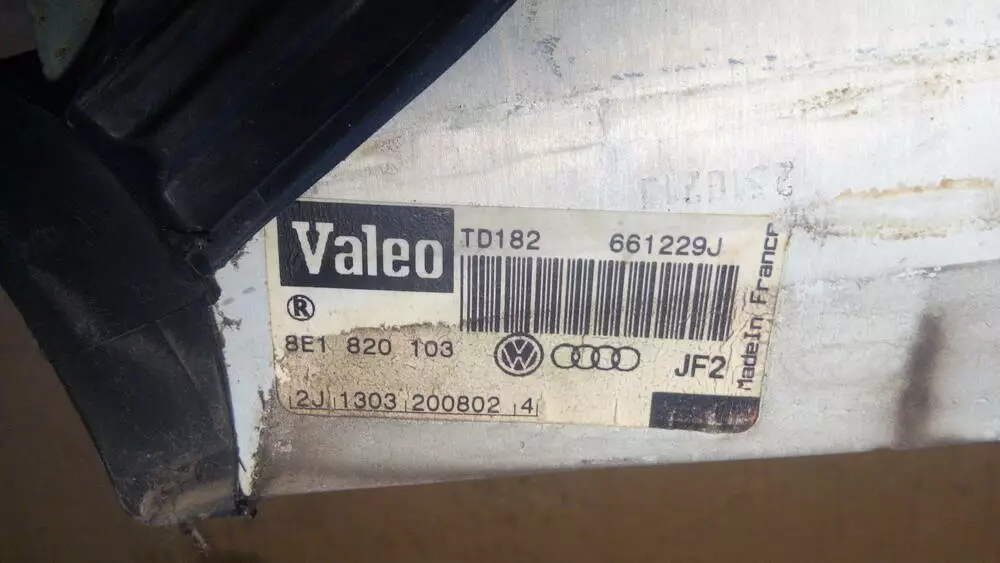 Valeo
®
TD182 661229J
8E1 820 103
JF2
2J 1303 200802 4
Made in France